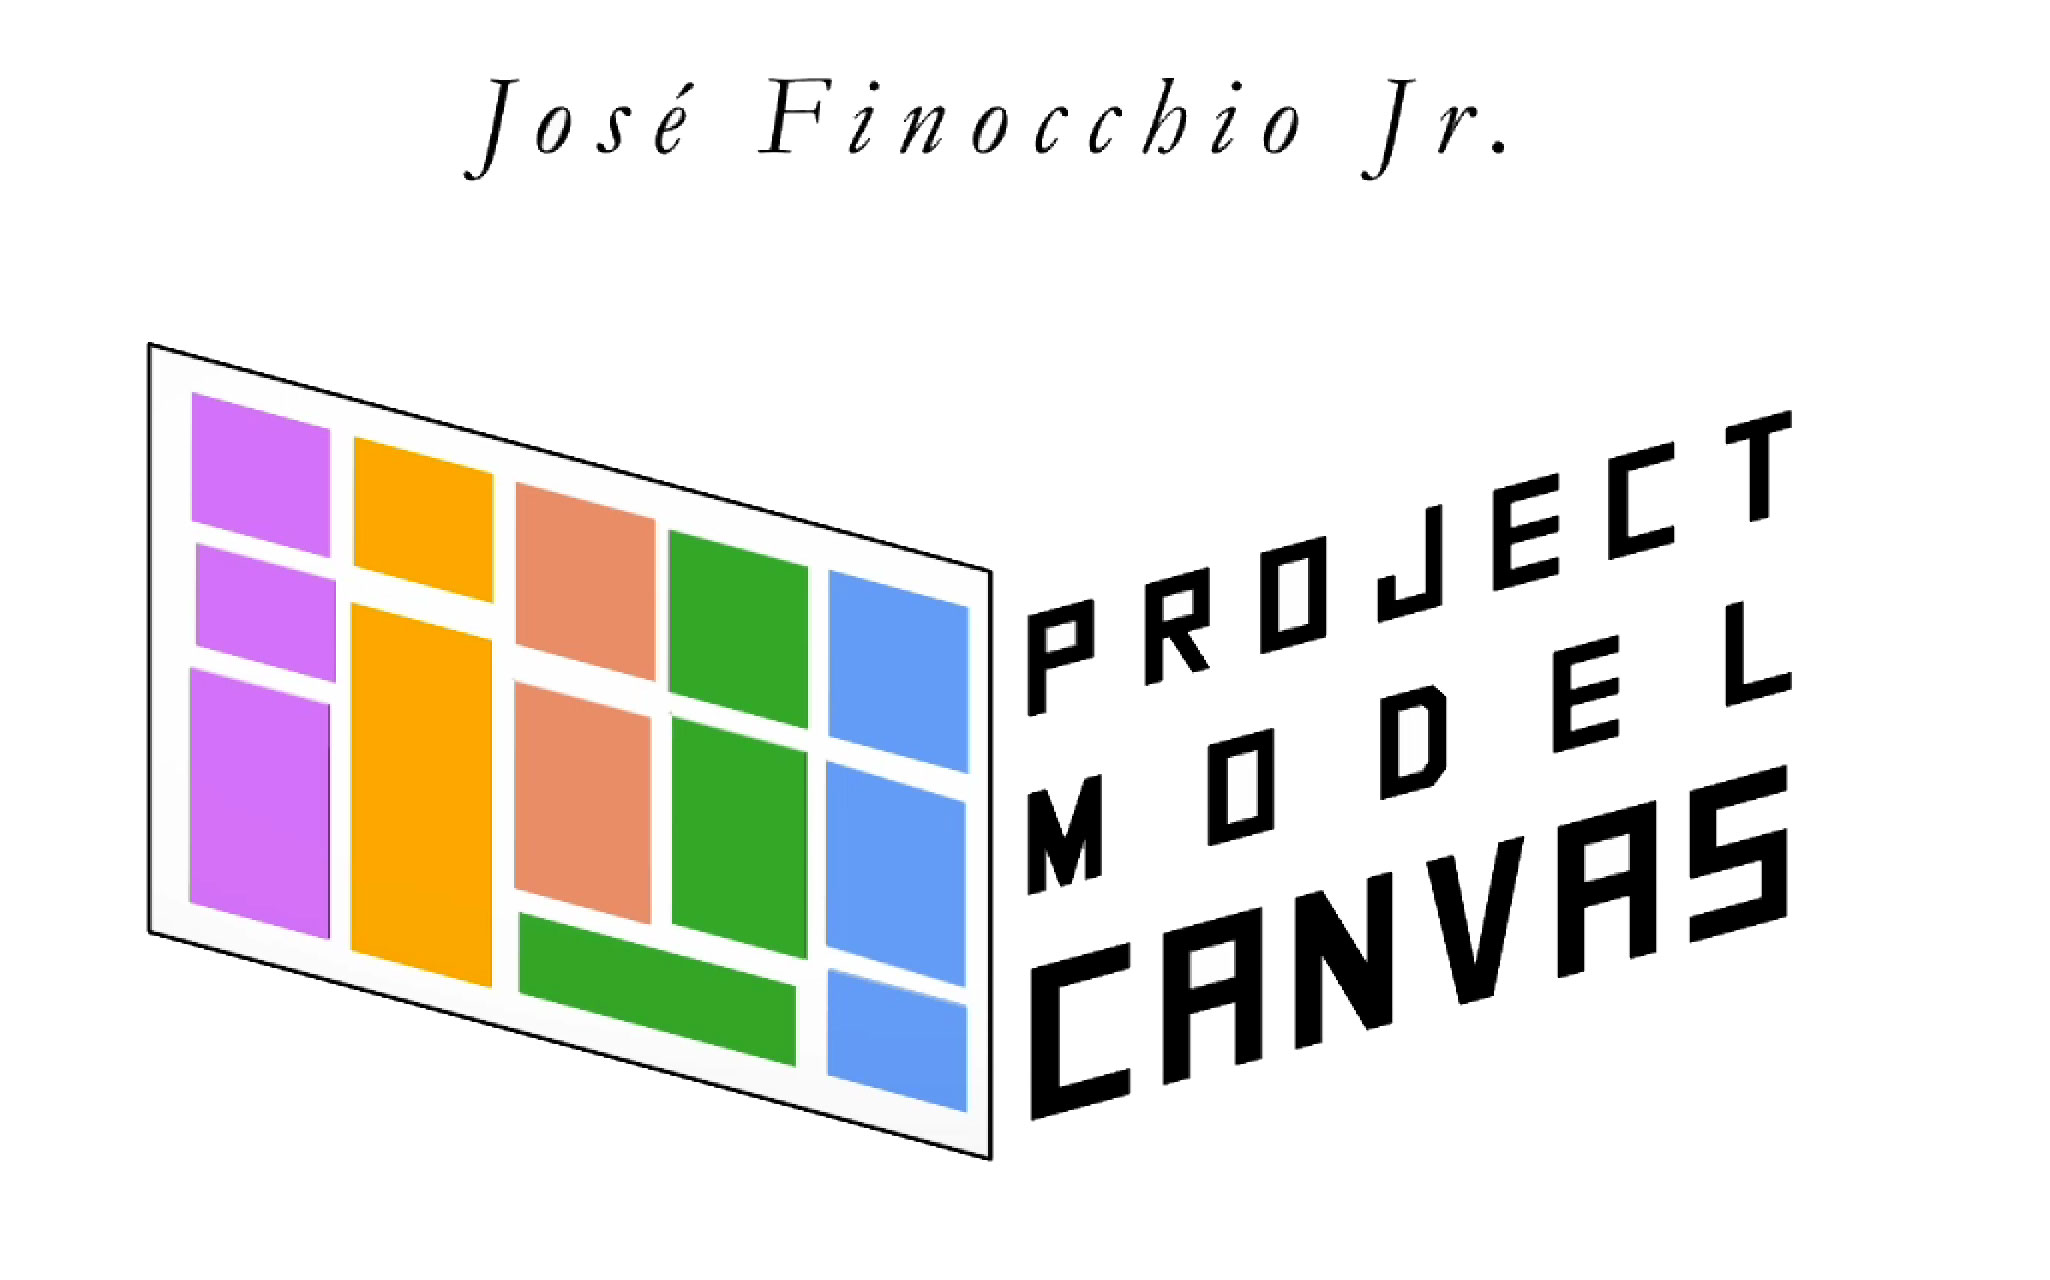 José Finocchio Jr.
PROJECT
MODEL
CANVAS